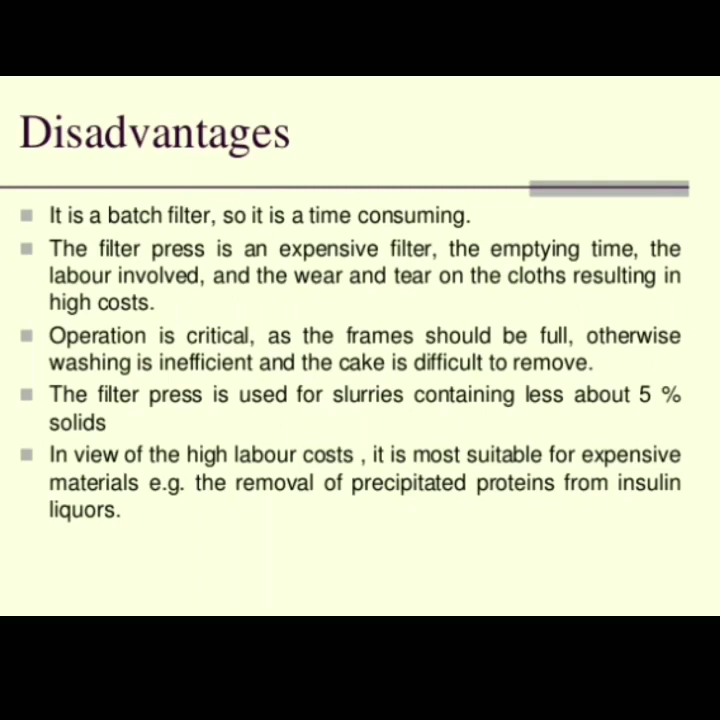 Disadvantages
It is a batch filter, so it is a time consuming.
The filter press is an expensive filter, the emptying time, the
labour involved, and the wear and tear on the cloths resulting in
high costs.
Operation is critical, as the frames should be full, otherwise
washing is inefficient and the cake is difficult to remove.
The filter press is used for slurries containing less about 5 %
solids
In view of the high labour costs , it is most suitable for expensive
materials e.g. the removal of precipitated proteins from insulin
liquors.